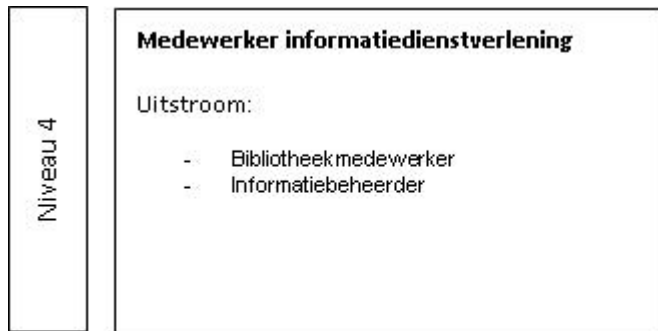 Niveau 4
Medewerker informatiedienstverlening
Uitstroom:
- Bibliotheekmedewerker
- Informatiebeheerder